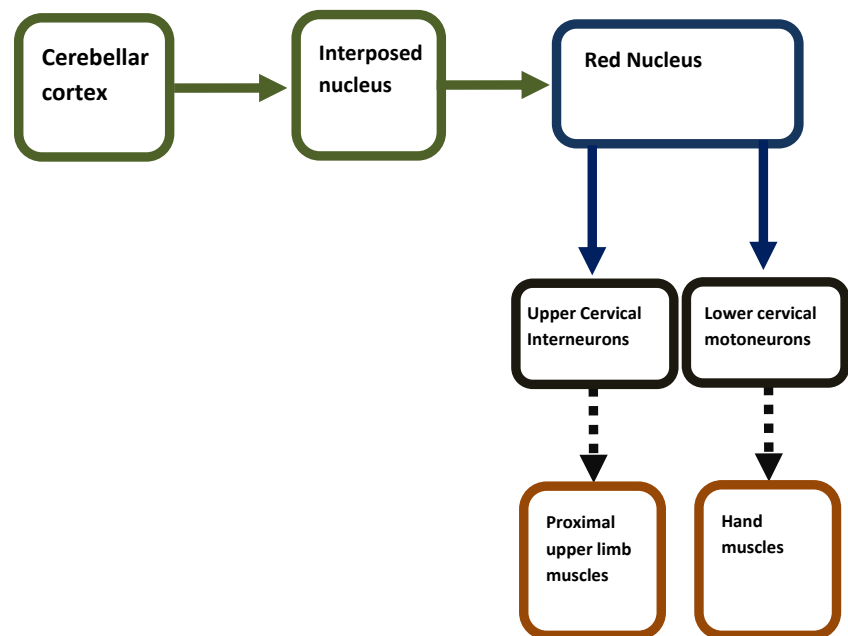 Cerebellar
cortex
Interposed
nucleus
Red Nucleus
Upper Cervical
Interneurons
Lower cervical
motoneurons
Proximal
upper limb
muscles
Hand
muscles